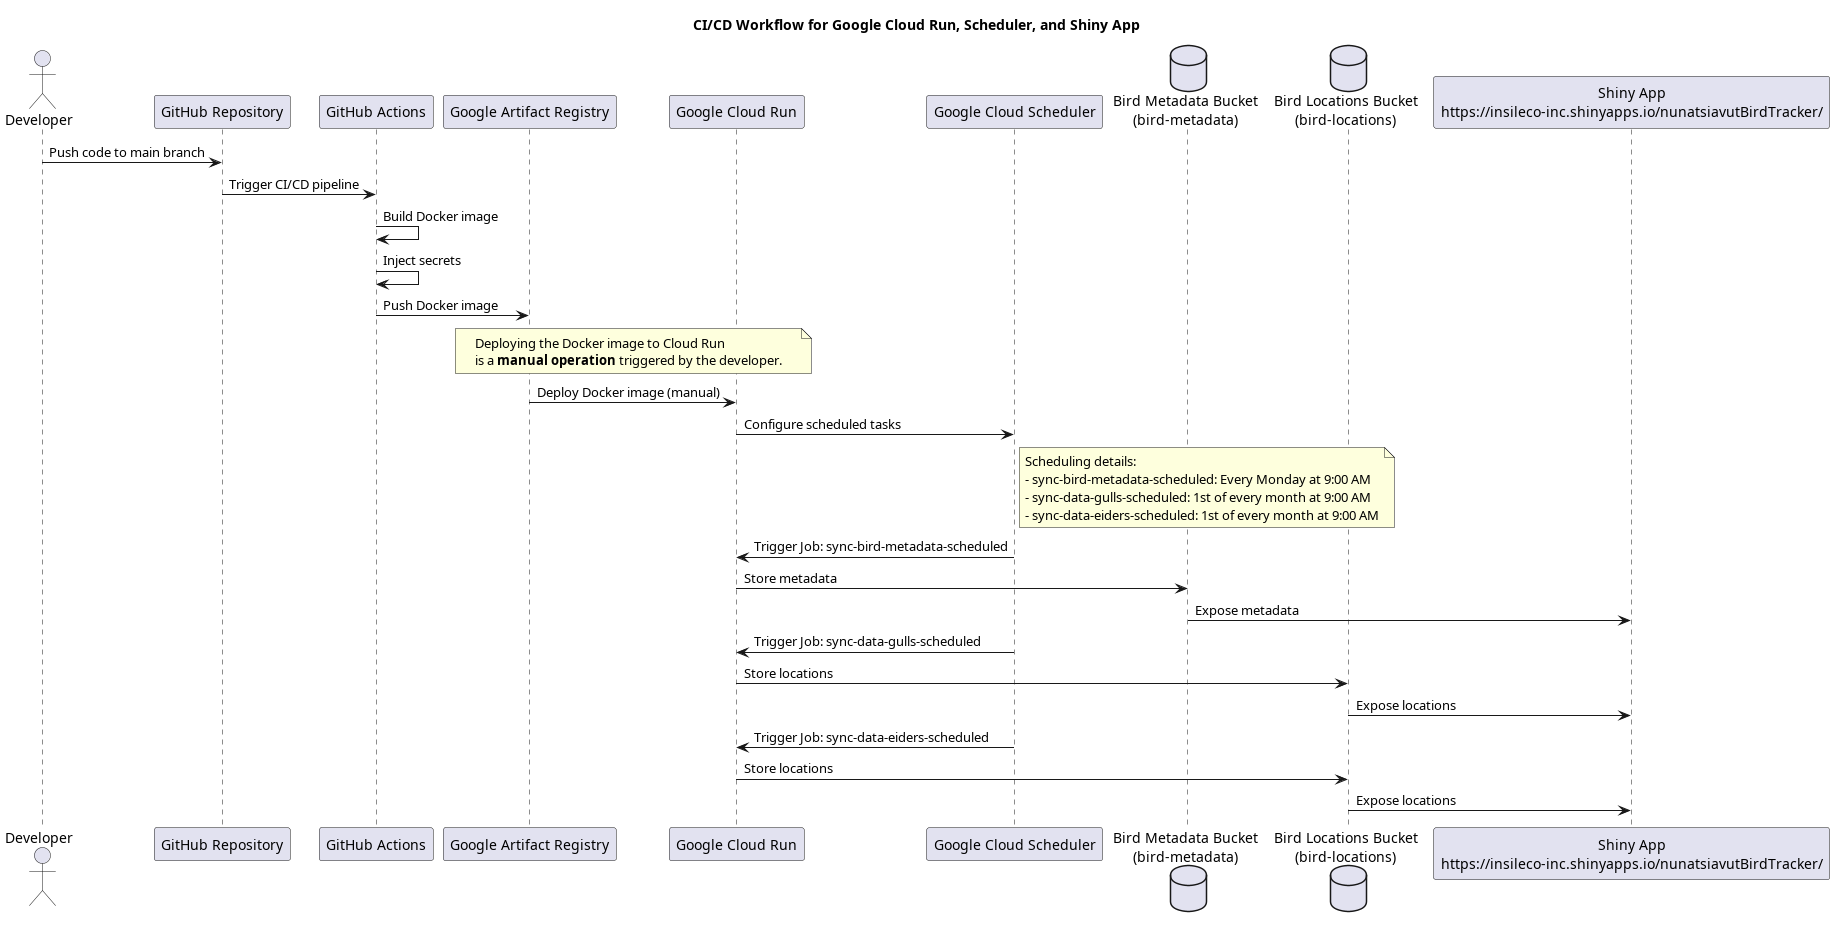 CI/CD Workflow for Google Cloud Run, Scheduler, and Shiny App
Developer
GitHub Repository
GitHub Actions
Google Artifact Registry
Google Cloud Run
Google Cloud Scheduler
Bird Metadata Bucket
(bird-metadata)
Bird Locations Bucket
(bird-locations)
Shiny App
https://insileco-inc.shinyapps.io/nunatsiavutBirdTracker/
Push code to main branch
Trigger CI/CD pipeline
Build Docker image
Inject secrets
Push Docker image
Deploying the Docker image to Cloud Run
is a manual operation triggered by the developer.
Deploy Docker image (manual)
Configure scheduled tasks
Scheduling details:
- sync-bird-metadata-scheduled: Every Monday at 9:00 AM
- sync-data-gulls-scheduled: 1st of every month at 9:00 AM
- sync-data-eiders-scheduled: 1st of every month at 9:00 AM
Trigger Job: sync-bird-metadata-scheduled
Store metadata
Expose metadata
Trigger Job: sync-data-gulls-scheduled
Store locations
Expose locations
Trigger Job: sync-data-eiders-scheduled
Store locations
Expose locations
Developer
GitHub Repository
GitHub Actions
Google Artifact Registry
Google Cloud Run
Google Cloud Scheduler
Bird Metadata Bucket
(bird-metadata)
Bird Locations Bucket
(bird-locations)
Shiny App
https://insileco-inc.shinyapps.io/nunatsiavutBirdTracker/